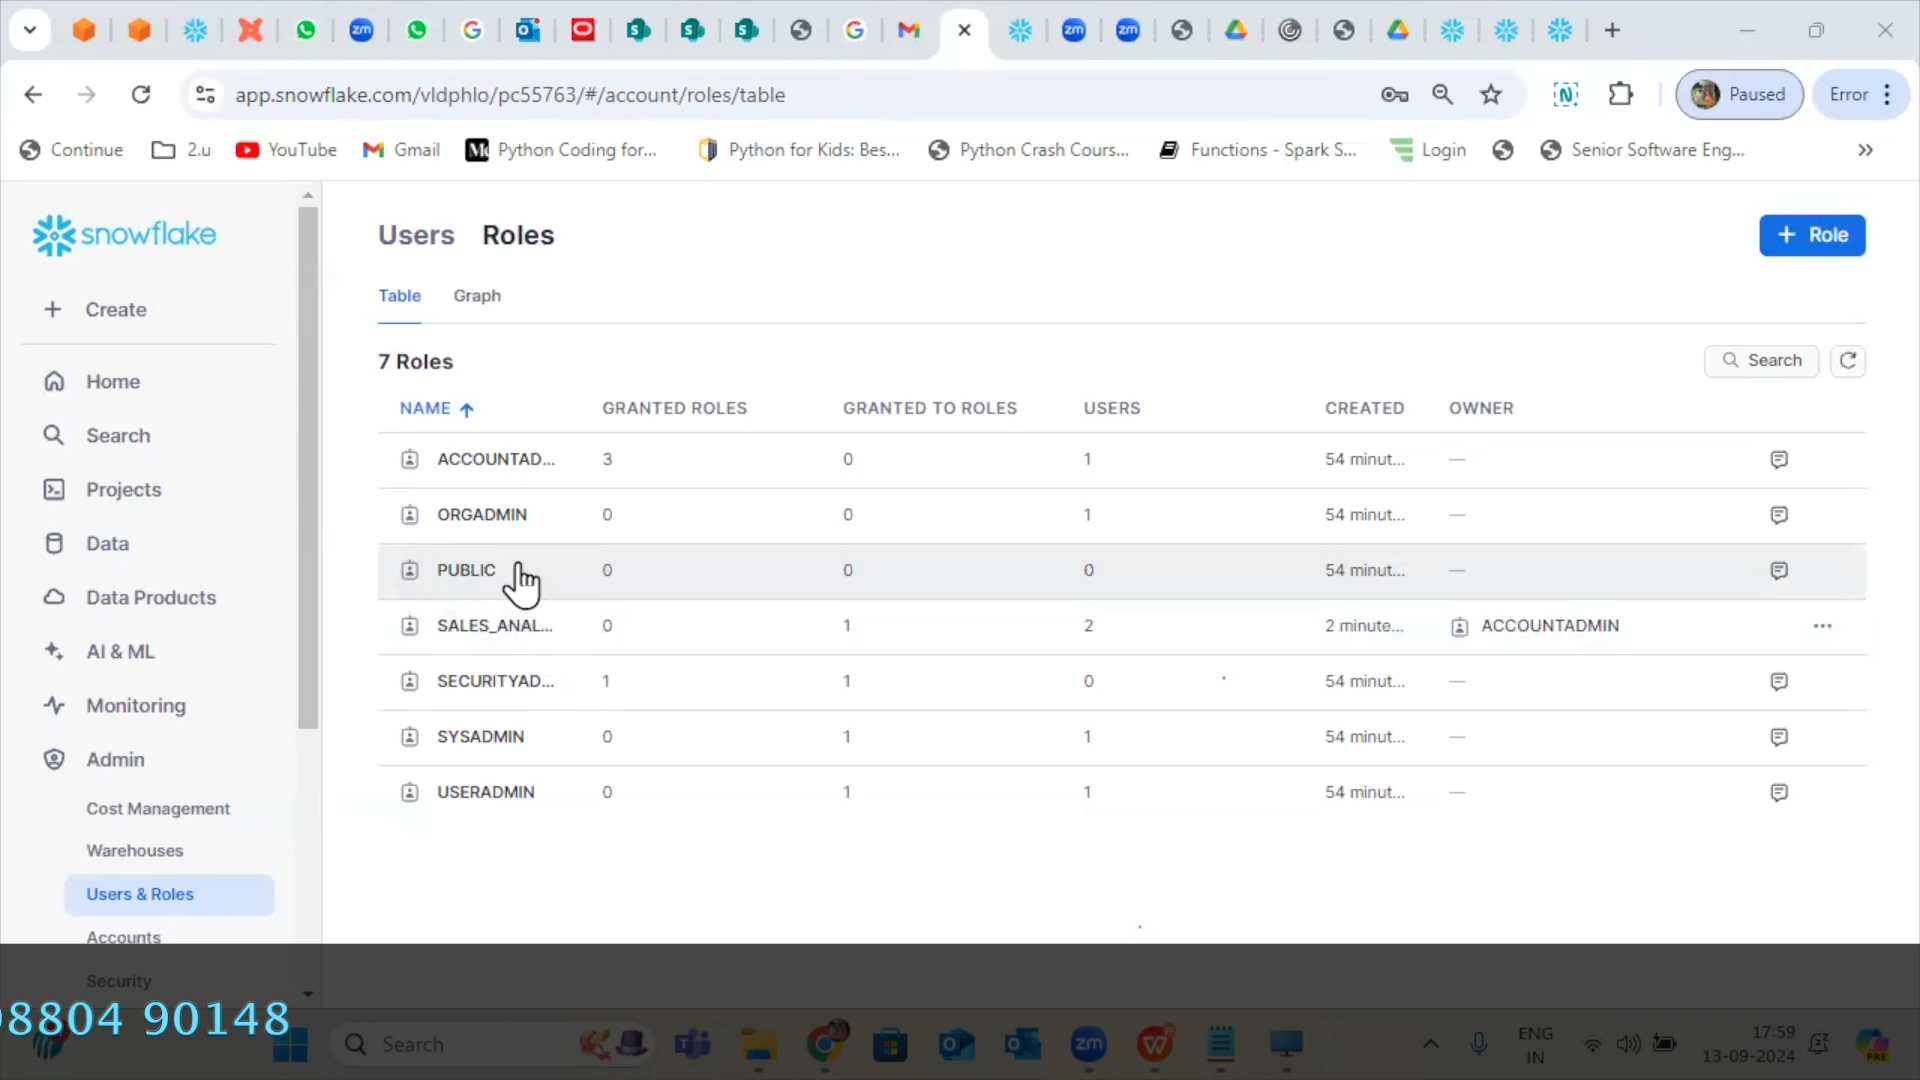 app.snowflake.com/vldphlo/pc55763/#/account/roles/table
Paused
Error
Continue
2.u
YouTube
Gmail
Python Coding for...
Python for Kids: Bes...
Python Crash Cours...
Functions - Spark S...
Login
Senior Software Eng...
snowflake
Create
Home
Search
Projects
Data
Data Products
AI & ML
Monitoring
Admin
Cost Management
Warehouses
Users & Roles
Accounts
Security
Users Roles
+ Role
Table Graph
7 Roles
Search
NAME GRANTED ROLES GRANTED TO ROLES USERS CREATED OWNER
ACCOUNTAD... 3 0 1 54 minut... —
ORGADMIN 0 0 1 54 minut... —
PUBLIC 0 0 0 54 minut... —
SALES_ANAL... 0 1 2 2 minute... ACCOUNTADMIN ...
SECURITYAD... 1 1 0 54 minut... —
SYSADMIN 0 1 1 54 minut... —
USERADMIN 0 1 1 54 minut... —
98804 90148
Search
ENG
IN
17:59
13-09-2024